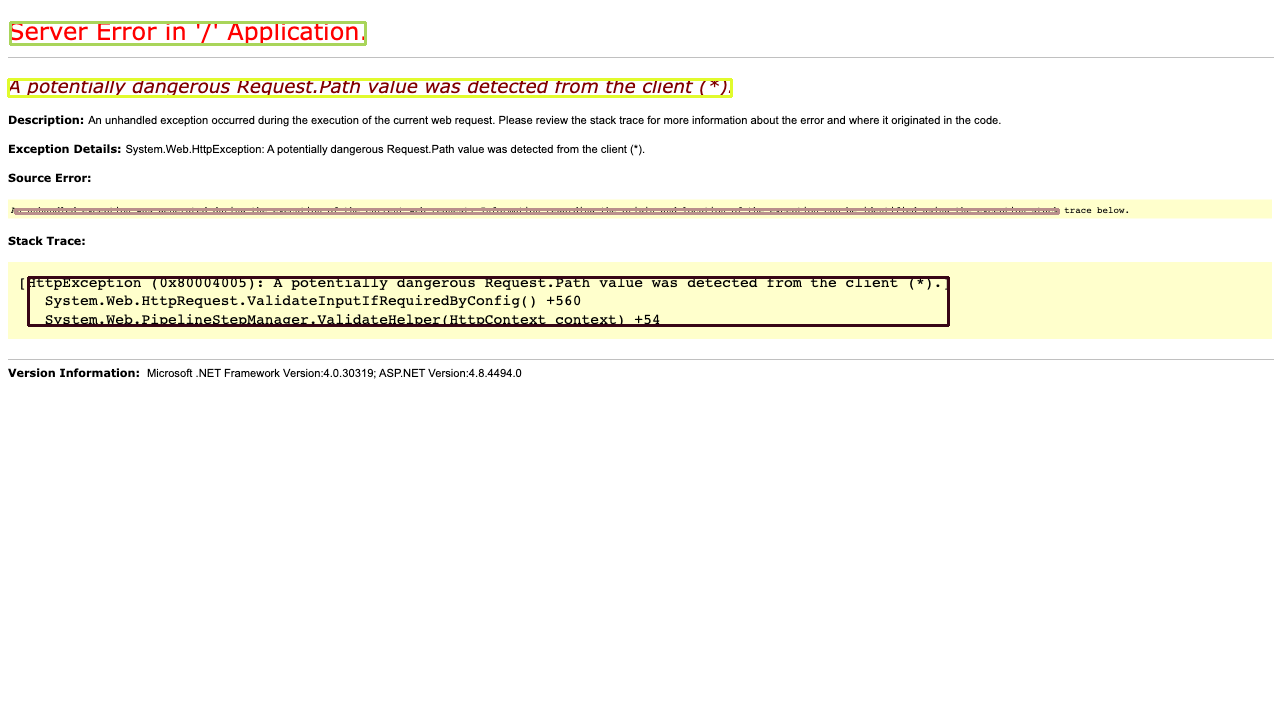 Server Error in '/' Application.
A potentially dangerous Request.Path value was detected from the client (*).
Description: An unhandled exception occurred during the execution of the current web request. Please review the stack trace for more information about the error and where it originated in the code.
Exception Details: System.Web.HttpException: A potentially dangerous Request.Path value was detected from the client (*).
Source Error:
trace below.
Stack Trace:
[HttpException (0x80004005): A potentially dangerous Request.Path value was detected from the client (*).]
System.Web.HttpRequest.ValidateInputIfRequiredByConfig() +560
System.Web.PipelineStepManager.ValidateHelper(HttpContext context) +54
Version Information: Microsoft .NET Framework Version:4.0.30319; ASP.NET Version:4.8.4494.0